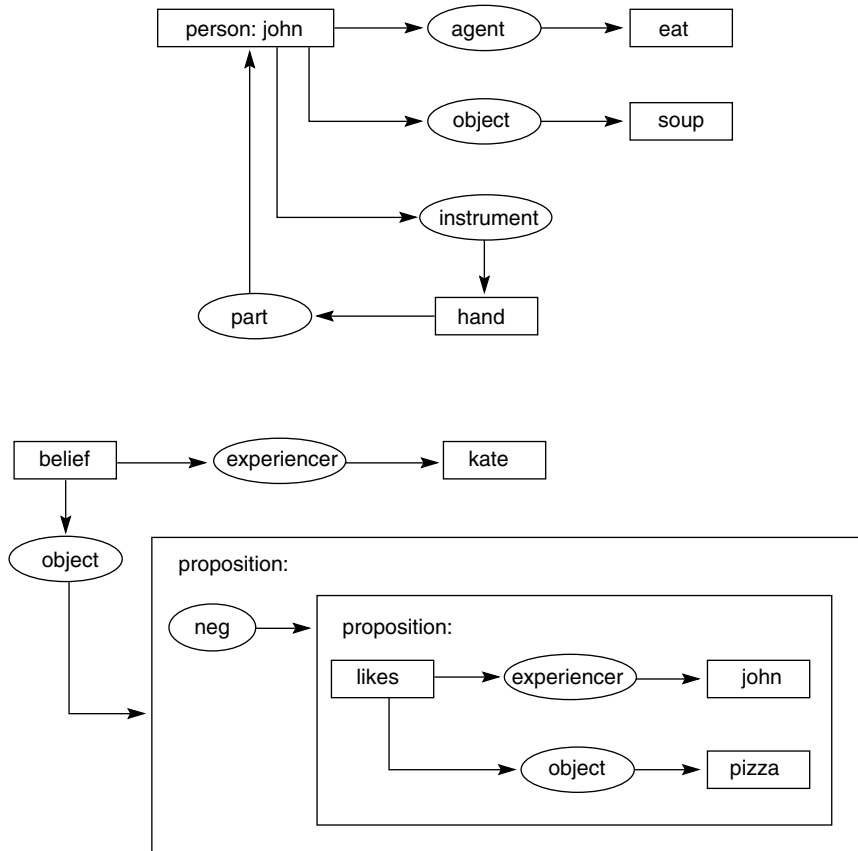 person: john
agent
eat
object
soup
instrument
part
hand
belief
experiencer
kate
object
proposition:
neg
proposition:
likes
experiencer
john
object
pizza